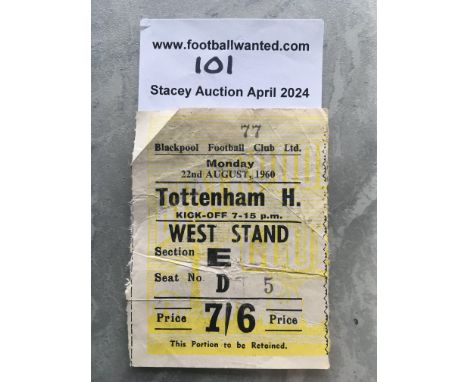 www.footballwanted.com
101
Stacey Auction April 2024
77
Blackpool Football Club Ltd.
Monday
22nd AUGUST, 1960
Tottenham H.
KICK-OFF 7-15 p.m.
WEST STAND
Section E
Seat No. D 5
Price 7/6 Price
This Portion to be Retained.